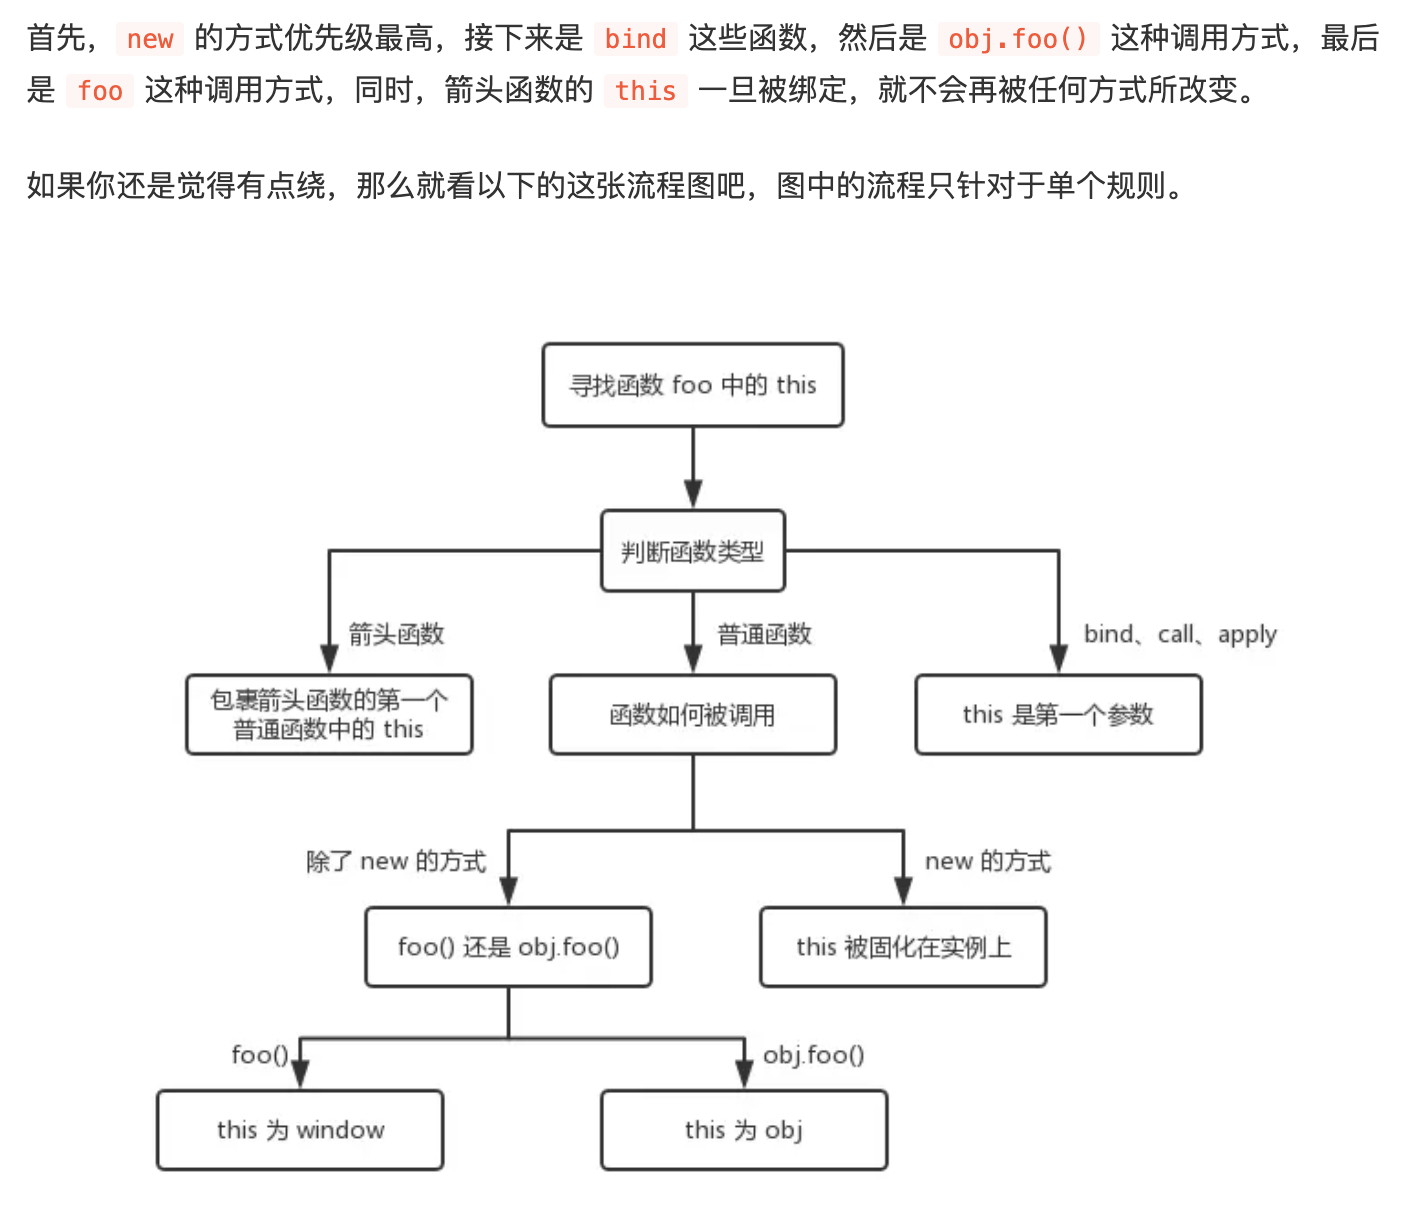 首先， new 的方式优先级最高，接下来是 bind 这些函数，然后是 obj.foo() 这种调用方式，最后
是 foo 这种调用方式，同时，箭头函数的 this 一旦被绑定，就不会再被任何方式所改变。
如果你还是觉得有点绕，那么就看以下的这张流程图吧，图中的流程只针对于单个规则。
寻找函数 foo 中的 this
判断函数类型
箭头函数
普通函数
bind、call、apply
包裹箭头函数的第一个
普通函数中的 this
函数如何被调用
this 是第一个参数
除了 new 的方式
new 的方式
foo() 还是 obj.foo()
this 被固化在实例上
foo()
obj.foo()
this 为 window
this 为 obj